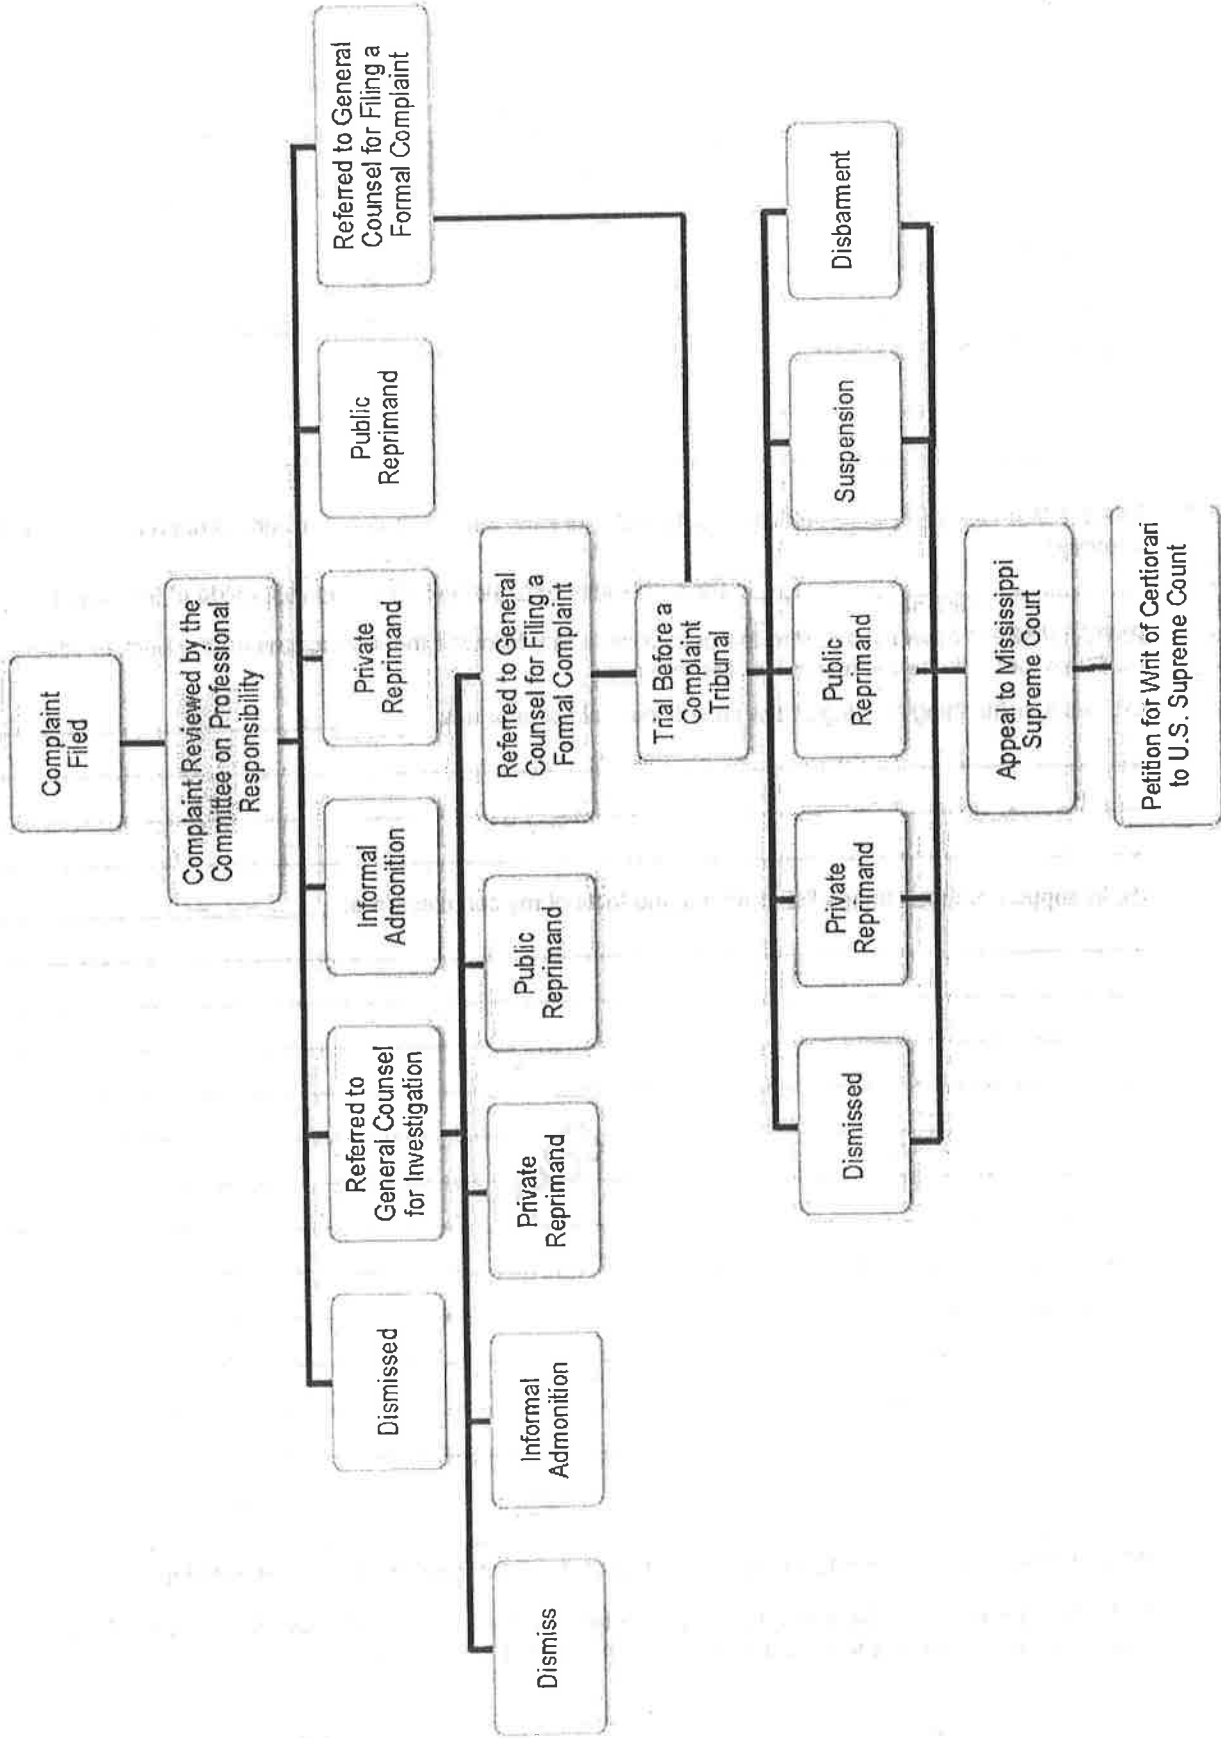 Complaint
Filed
Complaint Reviewed by the
Committee on Professional
Responsibility
Dismissed
Referred to
General Counsel
for Investigation
Informal
Admonition
Private
Reprimand
Public
Reprimand
Referred to General
Counsel for Filing a
Formal Complaint
Dismiss
Informal
Admonition
Private
Reprimand
Public
Reprimand
Referred to General
Counsel for Filing a
Formal Complaint
Trial Before a
Complaint
Tribunal
Dismissed
Private
Reprimand
Public
Reprimand
Suspension
Disbarment
Appeal to Mississippi
Supreme Court
Petition for Writ of Certiorari
to U.S. Supreme Count